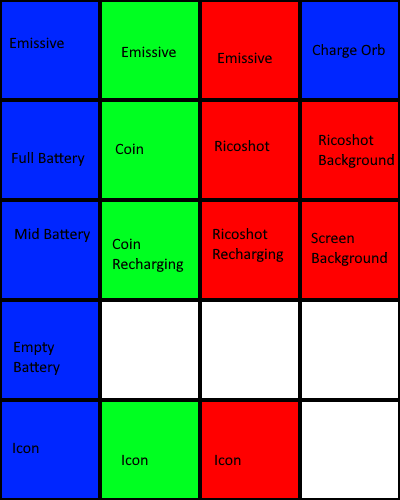 Emissive
Emissive
Emissive
Charge Orb
Full Battery
Coin
Ricoshot
Ricoshot
Background
Mid Battery
Coin
Recharging
Ricoshot
Recharging
Screen
Background
Empty
Battery
Icon
Icon
Icon